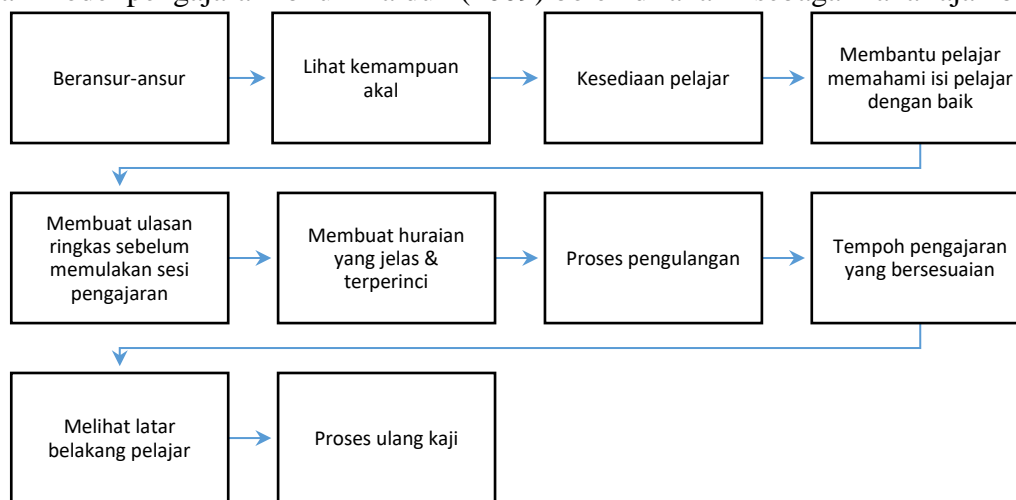 Beransur-ansur
Lihat kemampuan
akal
Kesediaan pelajar
Membantu pelajar
memahami isi pelajar
dengan baik
Membuat ulasan
ringkas sebelum
memulakan sesi
pengajaran
Membuat huraian
yang jelas &
terperinci
Proses pengulangan
Tempoh pengajaran
yang bersesuaian
Melihat latar
belakang pelajar
Proses ulang kaji